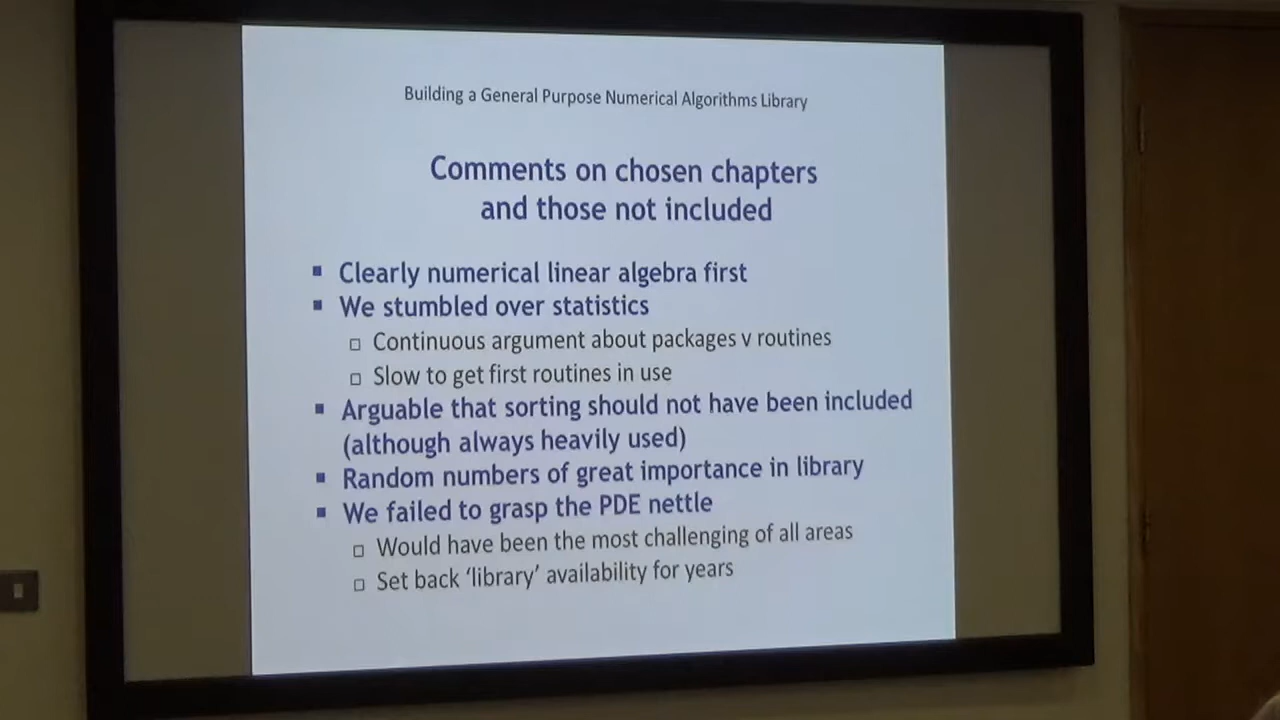 Building a General Purpose Numerical Algorithms Library
Comments on chosen chapters
and those not included
Clearly numerical linear algebra first
We stumbled over statistics
Continuous argument about packages v routines
Slow to get first routines in use
Arguable that sorting should not have been included
(although always heavily used)
Random numbers of great importance in library
We failed to grasp the PDE nettle
Would have been the most challenging of all areas
Set back ‘library’ availability for years